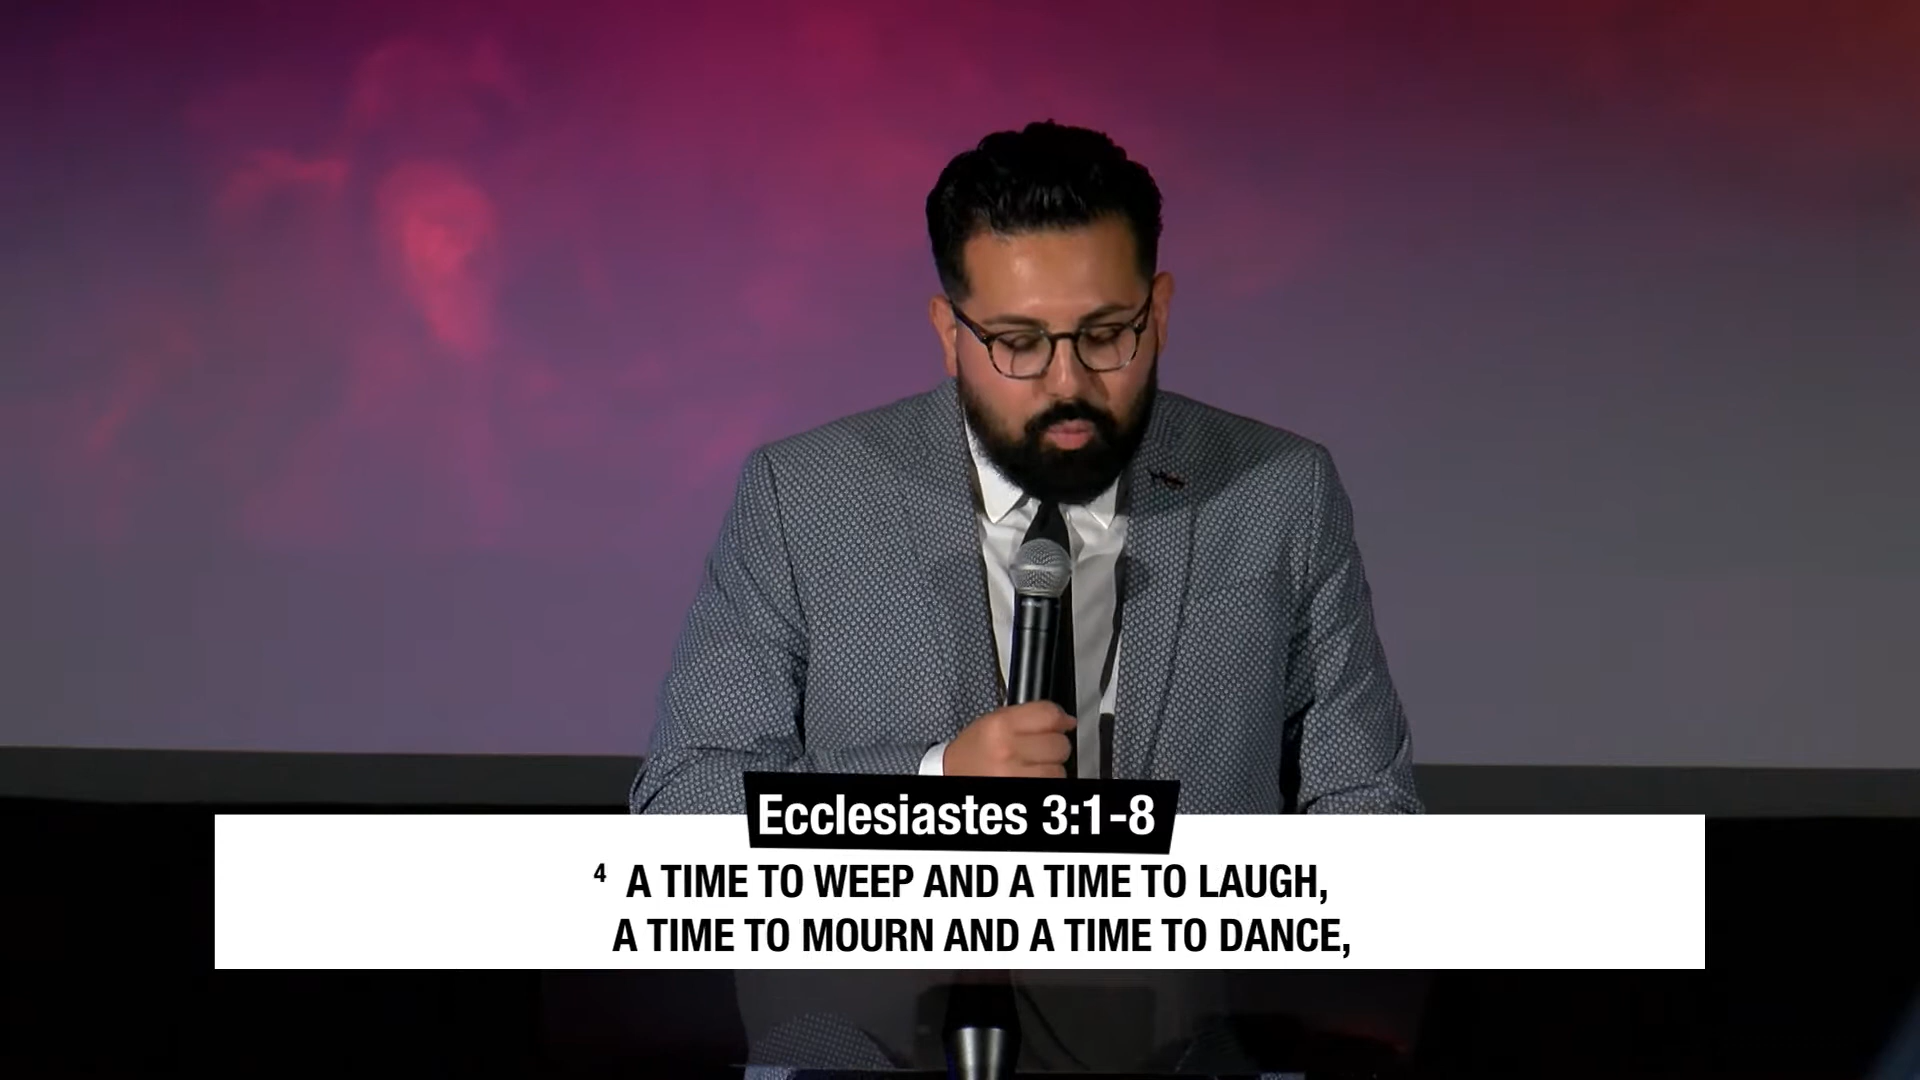 Ecclesiastes 3:1-8
4 A TIME TO WEEP AND A TIME TO LAUGH,
A TIME TO MOURN AND A TIME TO DANCE,